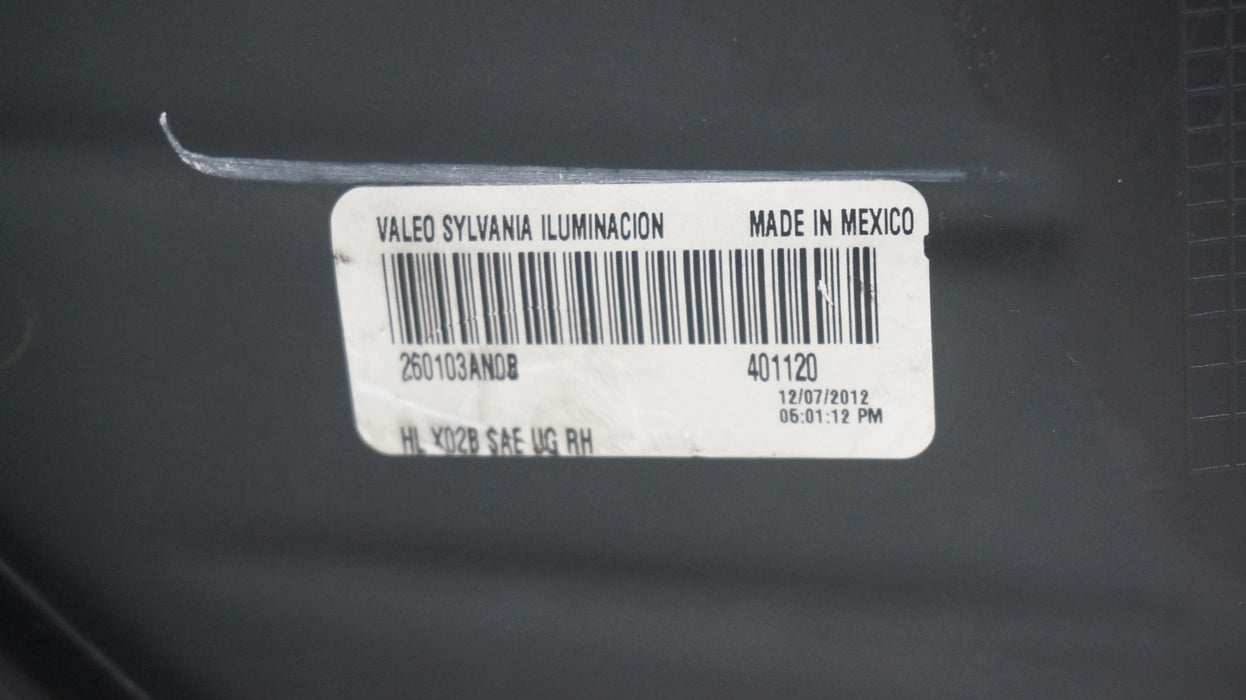 VALEO SYLVANIA ILUMINACION MADE IN MEXICO
260103AN0B 401120
12/07/2012
05:01:12 PM
HL X02B SAE UG RH